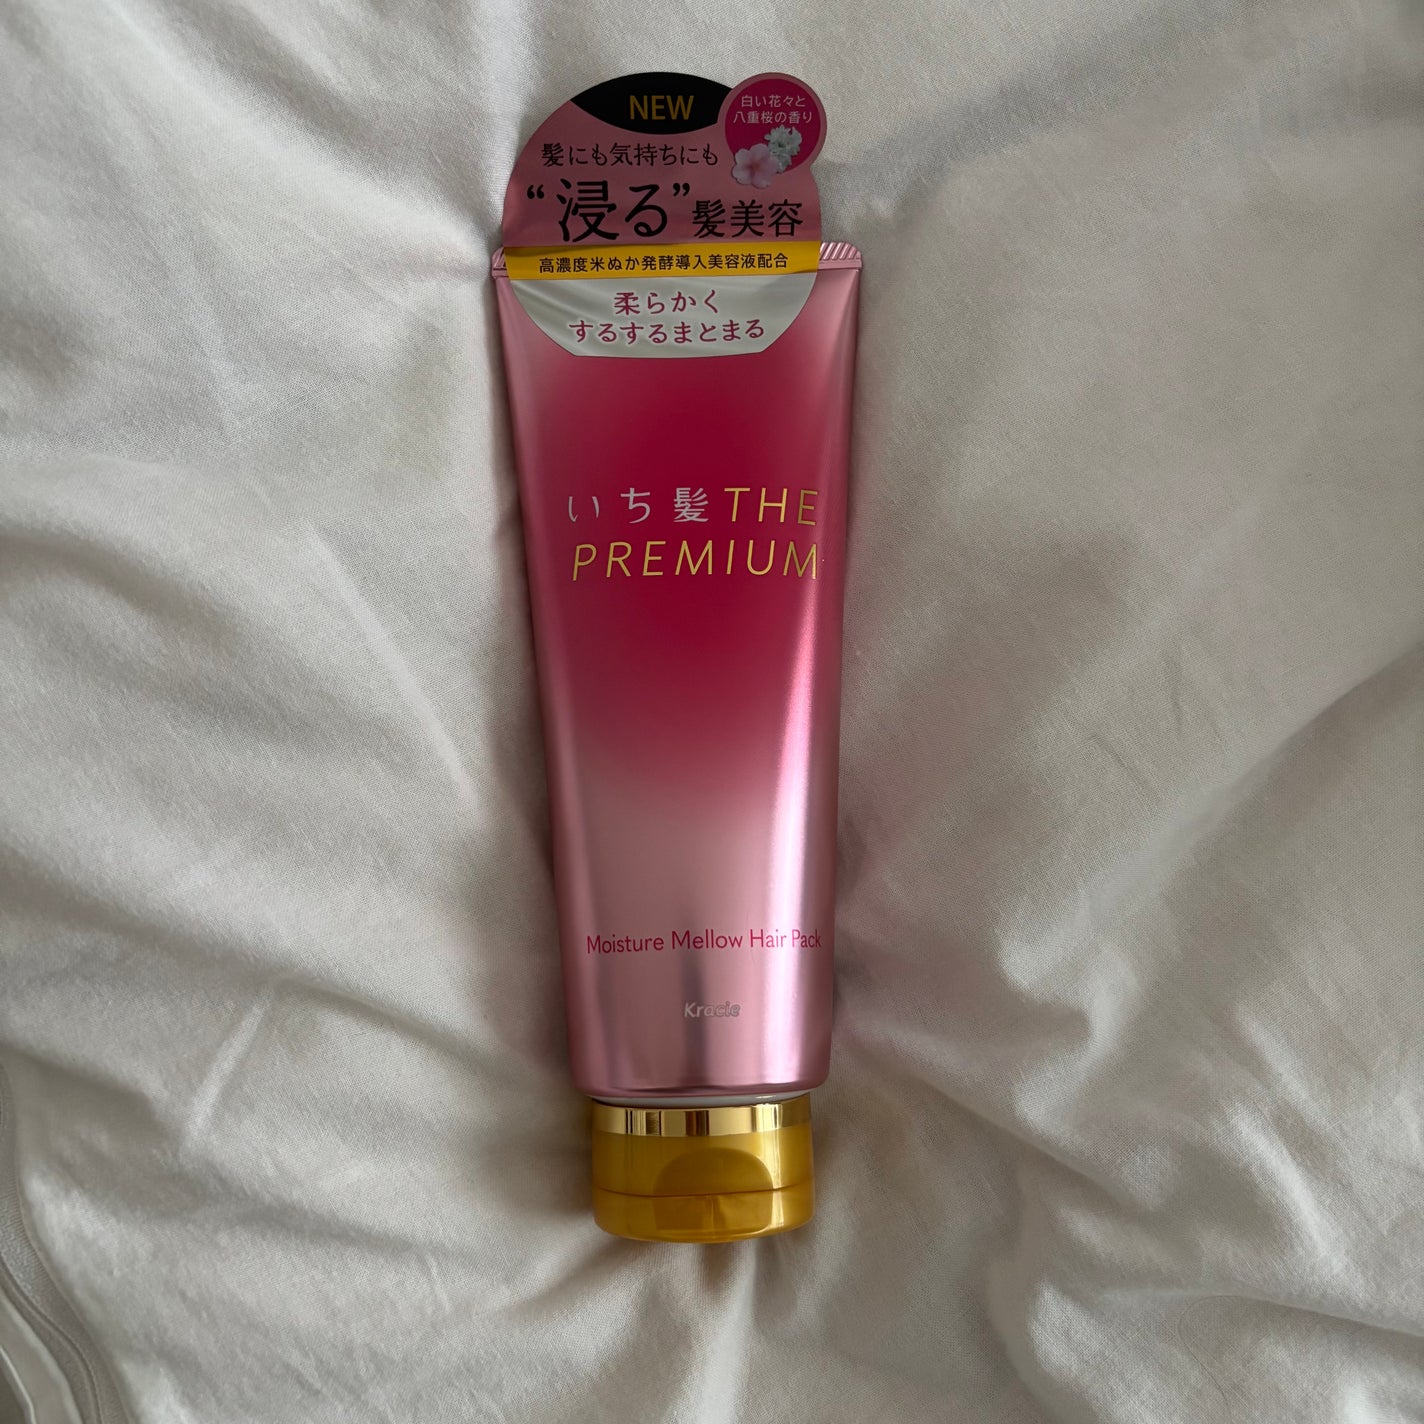 NEW
白い花々と
八重桜の香り
髪にも気持ちにも
“浸る”髪美容
高濃度米ぬか発酵導入美容液配合
柔らかく
するするまとまる
いち髪 THE
PREMIUM
Moisture Mellow Hair Pack
Kracie